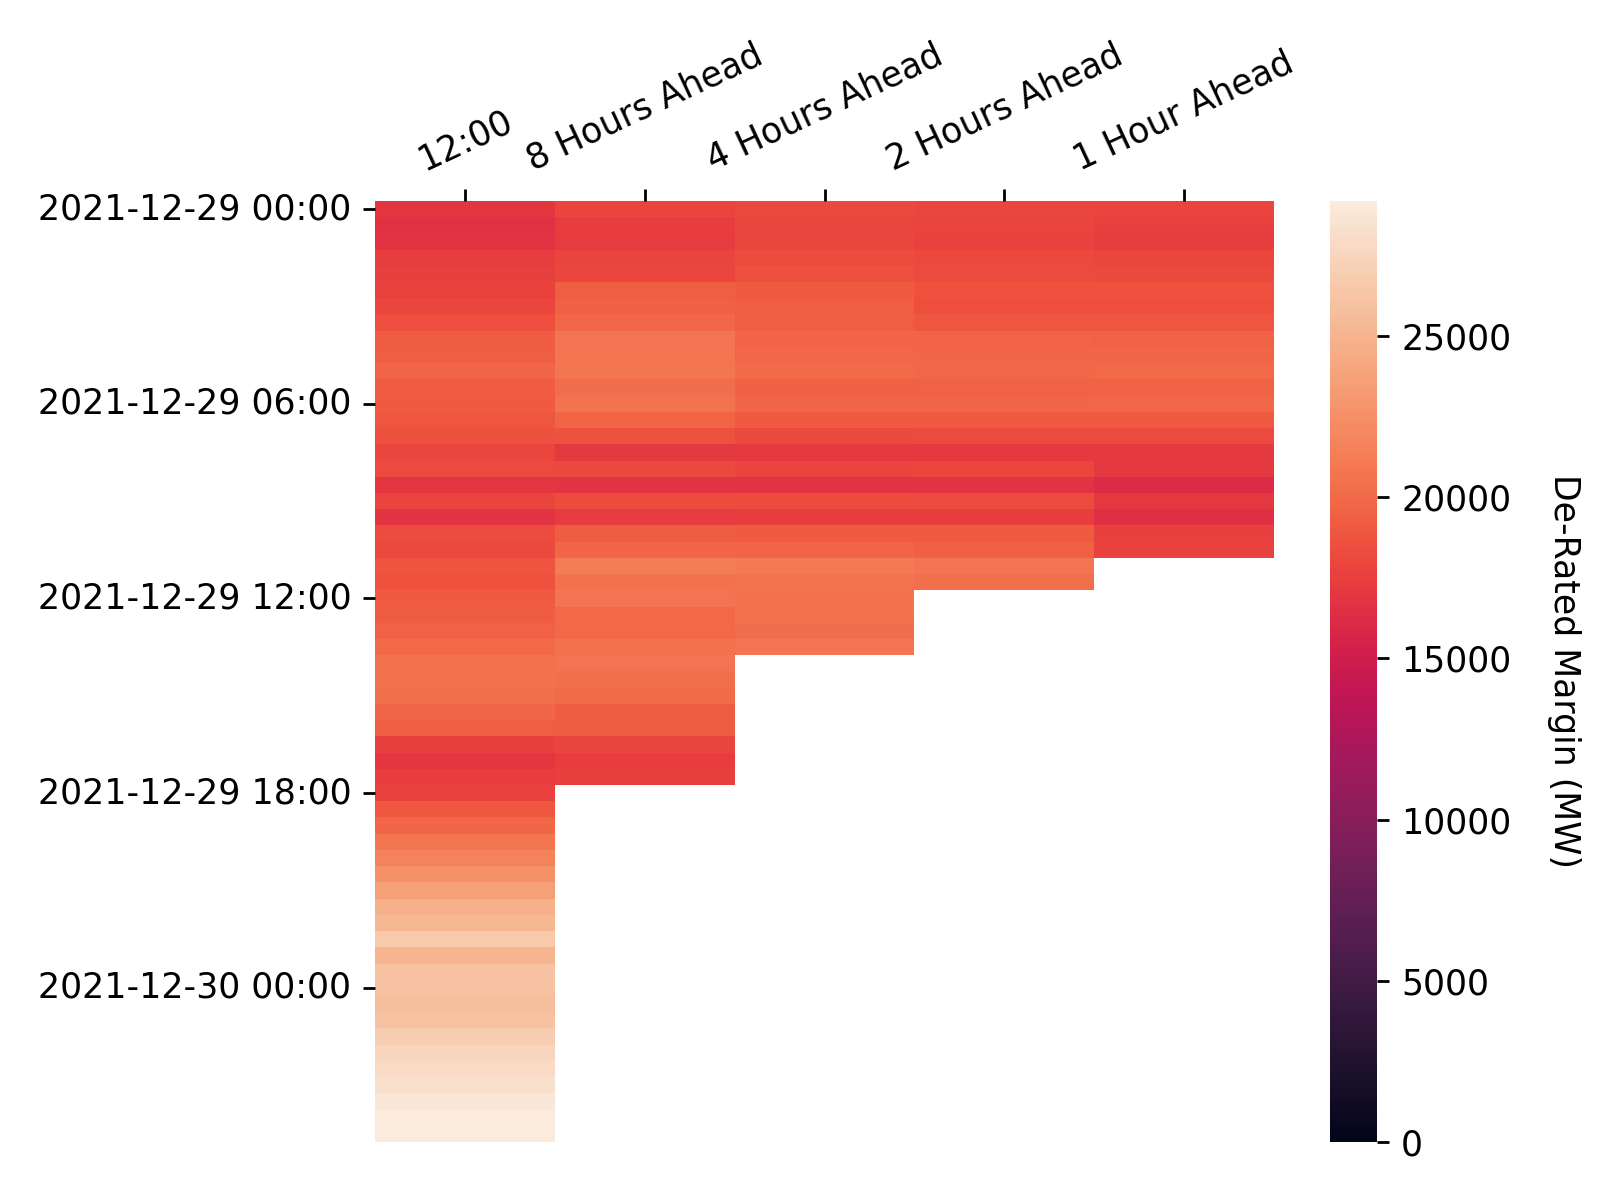 12:00
8 Hours Ahead
4 Hours Ahead
2 Hours Ahead
1 Hour Ahead
2021-12-29 00:00
2021-12-29 06:00
2021-12-29 12:00
2021-12-29 18:00
2021-12-30 00:00
25000
20000
15000
10000
5000
0
De-Rated Margin (MW)